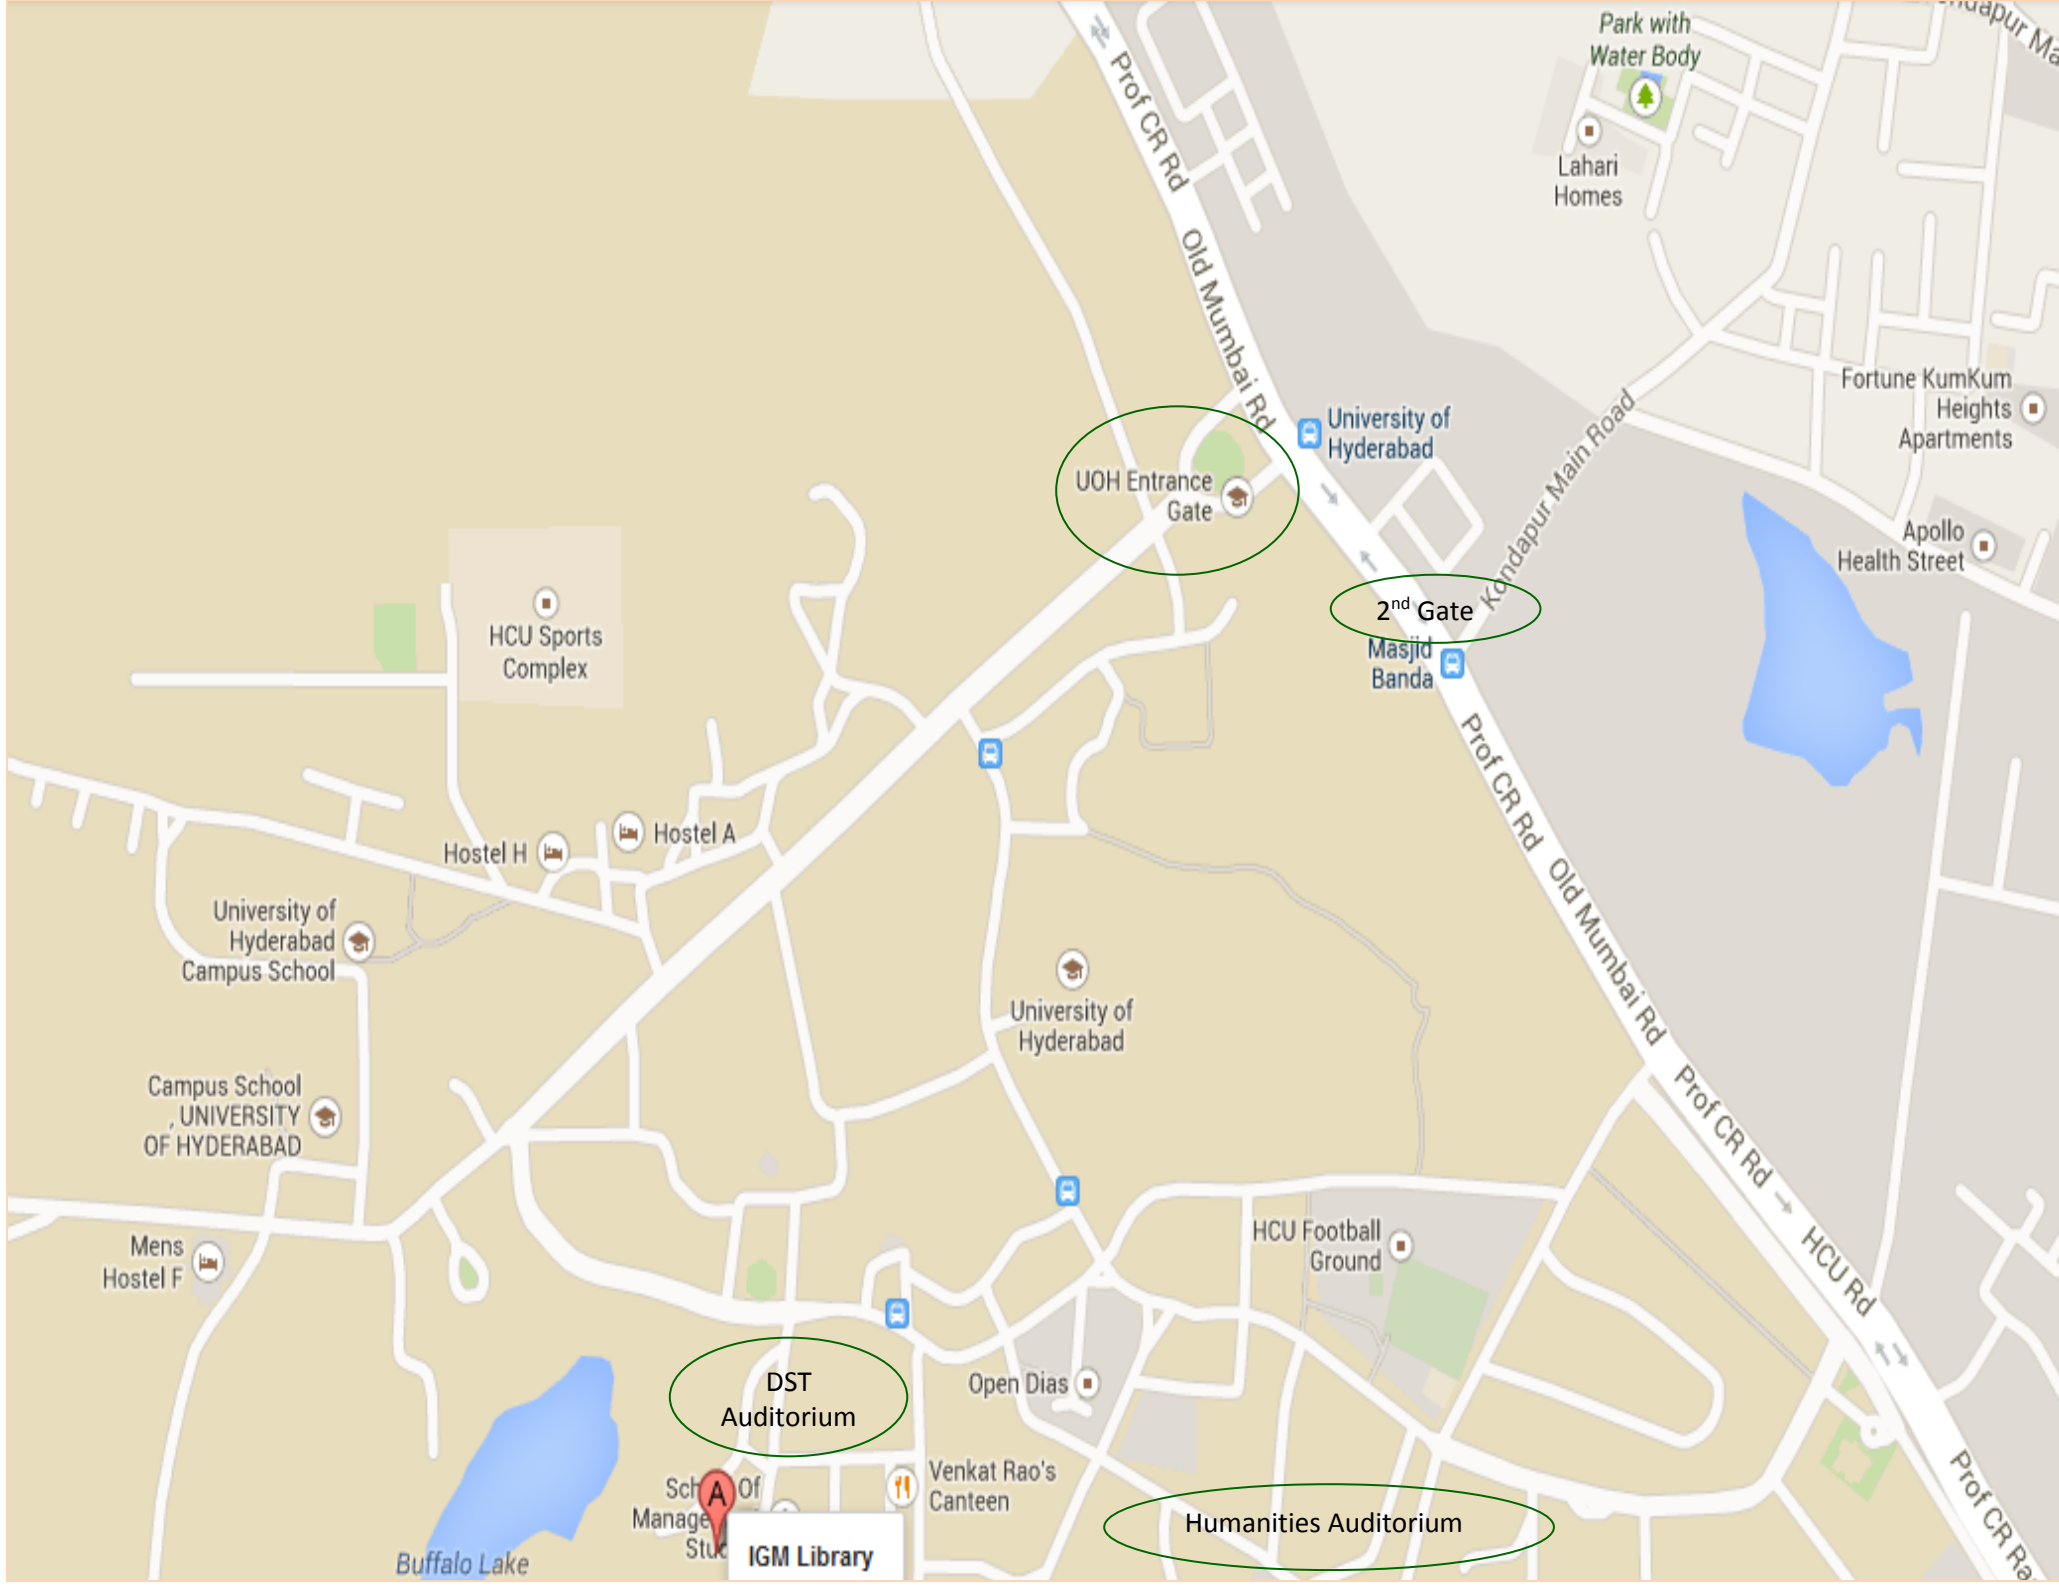 Park with
Water Body
Prof CR Rd
Lahari
Homes
Old Mumbai Rd
Fortune KumKum
Heights
Apartments
University of
Hyderabad
Kondapur Main Road
UOH Entrance
Gate
Apollo
Health Street
2nd Gate
Masjid
Banda
HCU Sports
Complex
Prof CR Rd
Hostel A
Hostel H
Old Mumbai Rd
University of
Hyderabad
Campus School
University of
Hyderabad
Campus School
, UNIVERSITY
OF HYDERABAD
Prof CR Rd
Mens
Hostel F
HCU Football
Ground
HCU Rd
DST
Auditorium
Open Dias
Venkat Rao's
Canteen
A
Of
IGM Library
Humanities Auditorium
Prof CR
Buffalo Lake